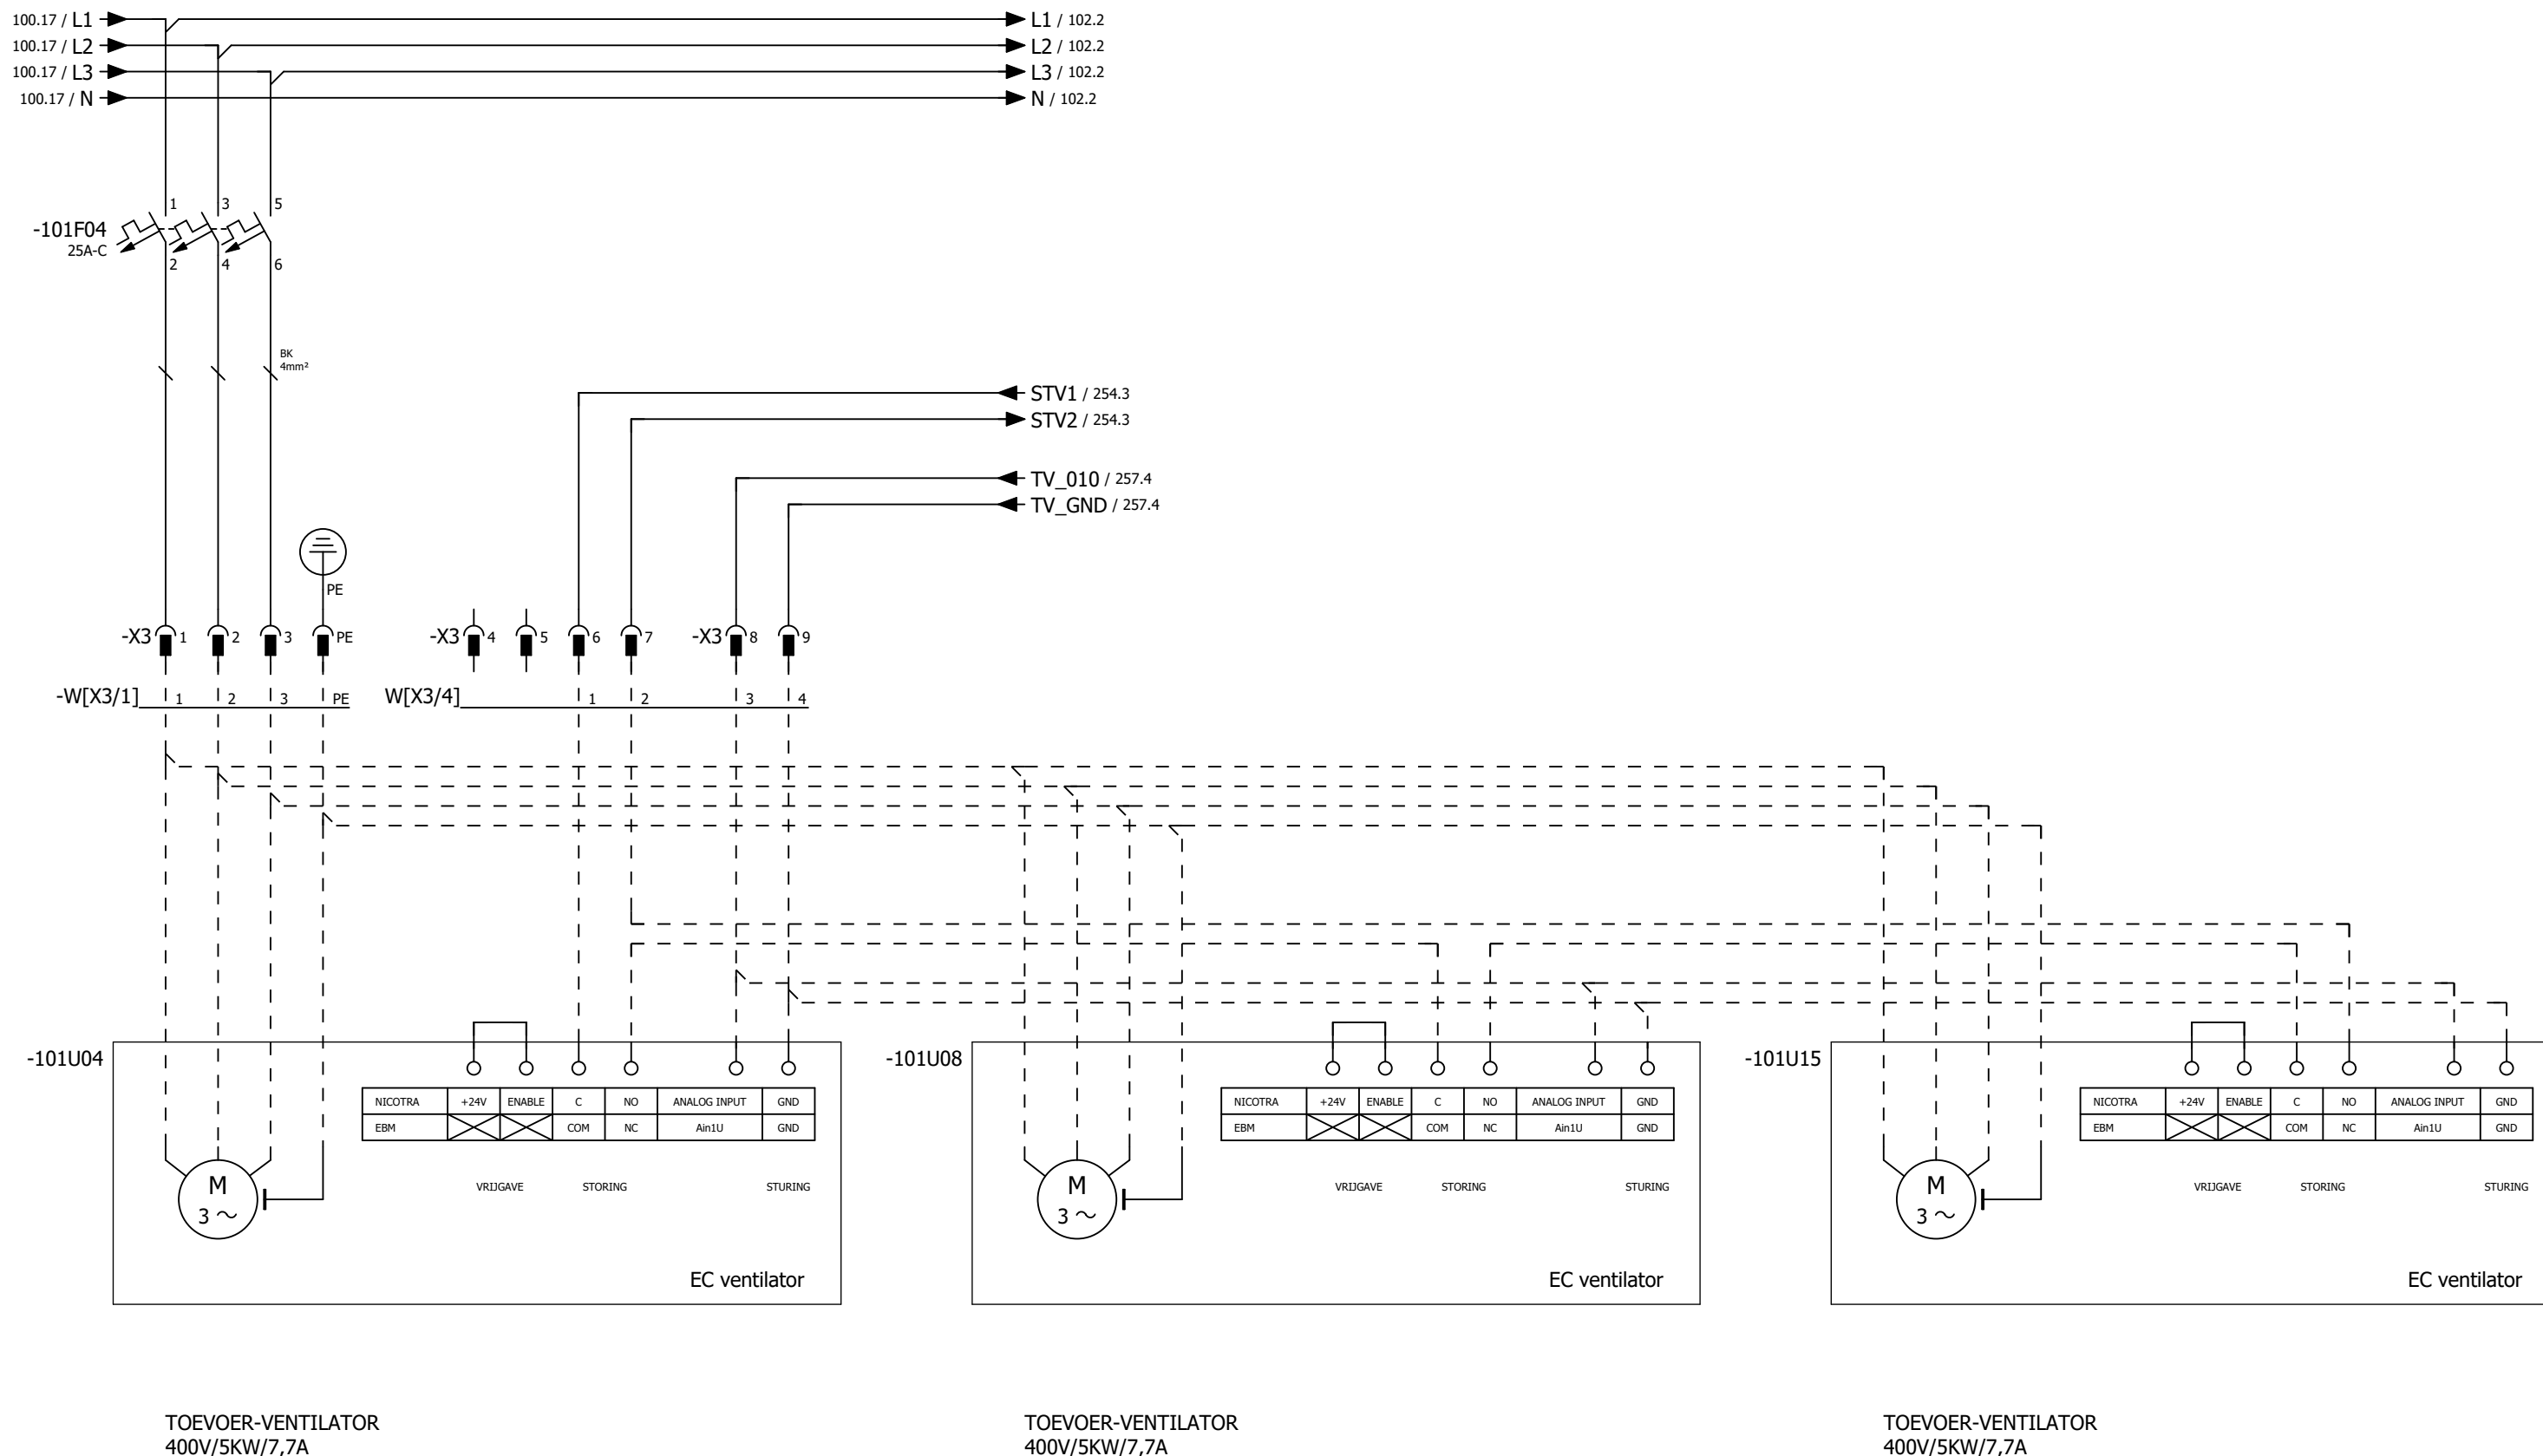 100.17 / L1
L1 / 102.2
100.17 / L2
L2 / 102.2
100.17 / L3
L3 / 102.2
100.17 / N
N / 102.2
1 3 5
-101F04
25A-C
2 4 6
BK
4mm²
STV1 / 254.3
STV2 / 254.3
TV_010 / 257.4
TV_GND / 257.4
PE
-X3 1 2 3 PE -X3 4 5 6 7 -X3 8 9
-W[X3/1] 1 2 3 PE W[X3/4] 1 2 3 4
-101U04
NICOTRA +24V ENABLE C NO ANALOG INPUT GND
EBM COM NC Ain1U GND
VRIJGAVE STORING STURING
M
3 ~
EC ventilator
-101U08
NICOTRA +24V ENABLE C NO ANALOG INPUT GND
EBM COM NC Ain1U GND
VRIJGAVE STORING STURING
M
3 ~
EC ventilator
-101U15
NICOTRA +24V ENABLE C NO ANALOG INPUT GND
EBM COM NC Ain1U GND
VRIJGAVE STORING STURING
M
3 ~
EC ventilator
TOEVOER-VENTILATOR
400V/5KW/7,7A
TOEVOER-VENTILATOR
400V/5KW/7,7A
TOEVOER-VENTILATOR
400V/5KW/7,7A